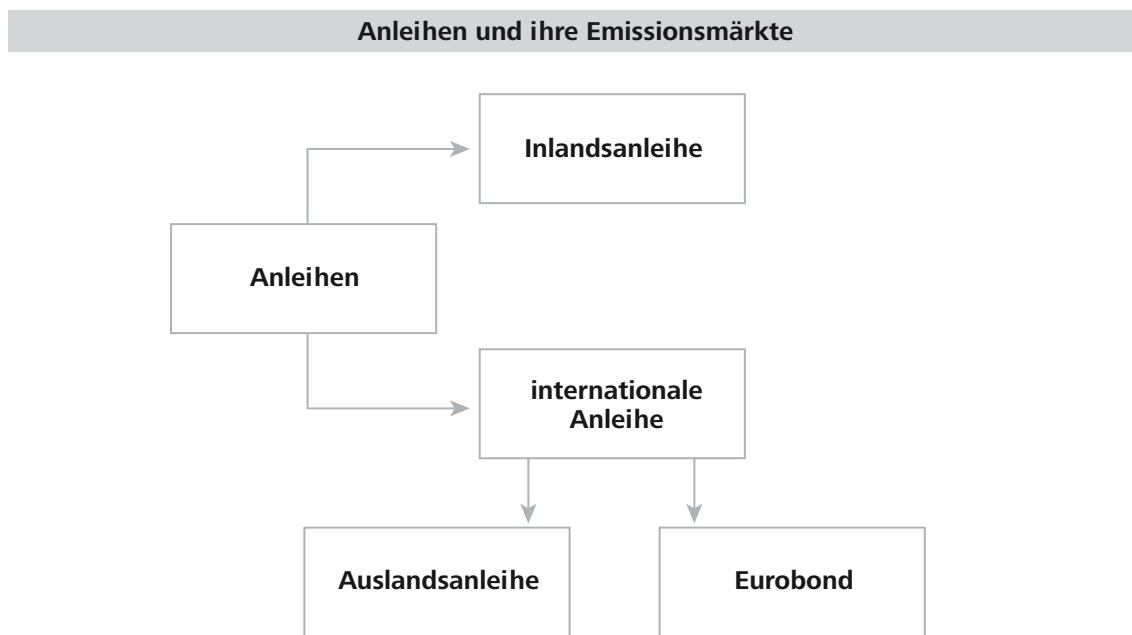 Anleihen und ihre Emissionsmärkte
Inlandsanleihe
Anleihen
internationale
Anleihe
Auslandsanleihe
Eurobond